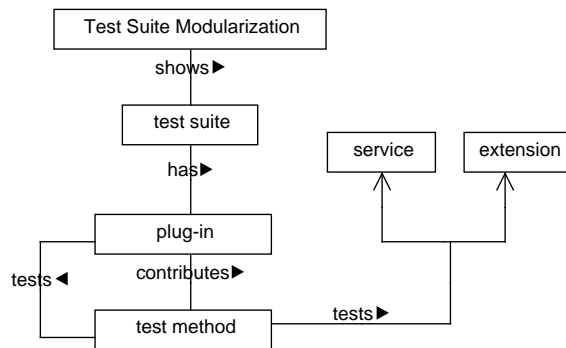 Test Suite Modularization
shows▶
test suite
service
extension
has▶
plug-in
tests◀
contributes▶
test method
tests▶